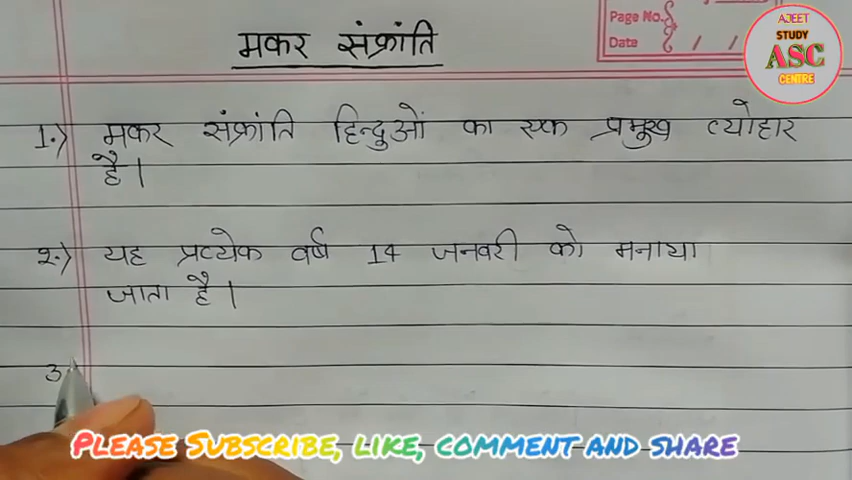 Page No.
Date / /
AJEET
STUDY
ASC
CENTRE
मकर संक्रांति
1.) मकर संक्रांति हिन्दुओं का एक प्रमुख त्योहार
है।
2.) यह प्रत्येक वर्ष 14 जनवरी को मनाया
जाता है।
3
PLEASE SUBSCRIBE, LIKE, COMMENT AND SHARE